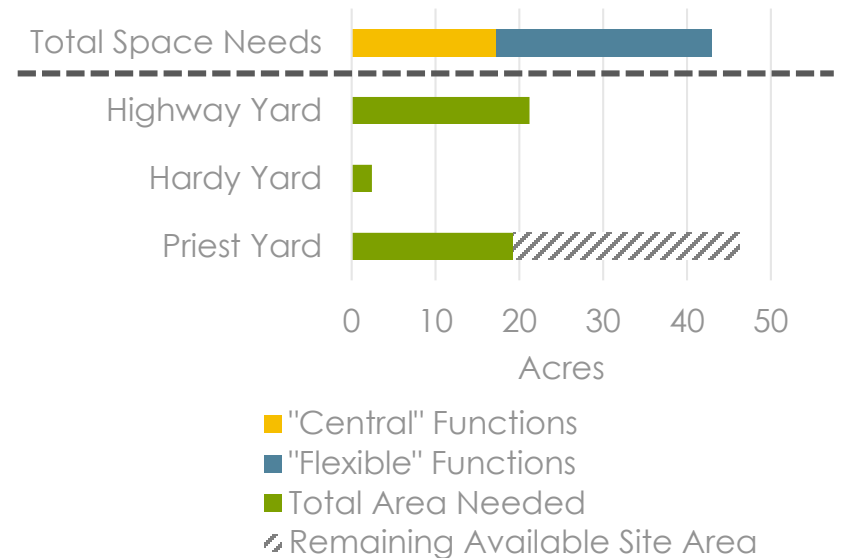 Total Space Needs
Highway Yard
Hardy Yard
Priest Yard
0 10 20 30 40 50
Acres
"Central" Functions
"Flexible" Functions
Total Area Needed
Remaining Available Site Area